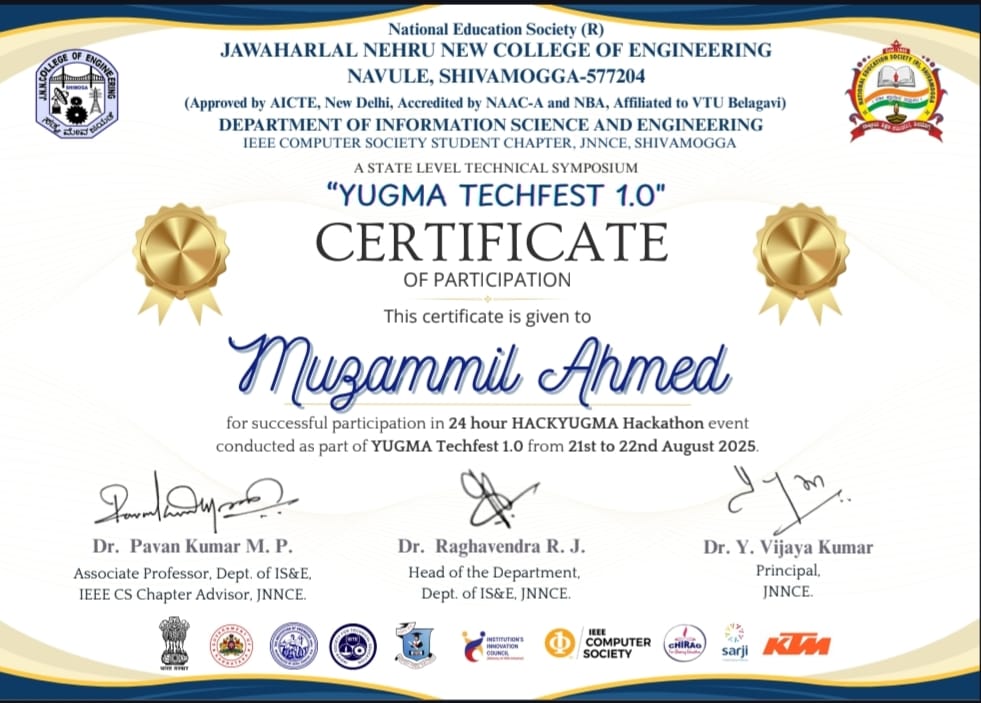 National Education Society (R)
JAWAHARLAL NEHRU NEW COLLEGE OF ENGINEERING
NAVULE, SHIVAMOGGA-577204
(Approved by AICTE, New Delhi, Accredited by NAAC-A and NBA, Affiliated to VTU Belagavi)
DEPARTMENT OF INFORMATION SCIENCE AND ENGINEERING
IEEE COMPUTER SOCIETY STUDENT CHAPTER, JNNCE, SHIVAMOGGA
J.N.N.COLLEGE OF ENGINEERING
SHIMOGA
NATIONAL EDUCATION SOCIETY (R), SHIVAMOGGA
A STATE LEVEL TECHNICAL SYMPOSIUM
“YUGMA TECHFEST 1.0"
CERTIFICATE
OF PARTICIPATION
This certificate is given to
Muzammil Ahmed
for successful participation in 24 hour HACKYUGMA Hackathon event
conducted as part of YUGMA Techfest 1.0 from 21st to 22nd August 2025.
Dr. Pavan Kumar M. P.
Associate Professor, Dept. of IS&E,
IEEE CS Chapter Advisor, JNNCE.
Dr. Raghavendra R. J.
Head of the Department,
Dept. of IS&E, JNNCE.
Dr. Y. Vijaya Kumar
Principal,
JNNCE.
INSTITUTION'S
INNOVATION
COUNCIL
IEEE
COMPUTER
SOCIETY
CHIRAG
sarji
KTM